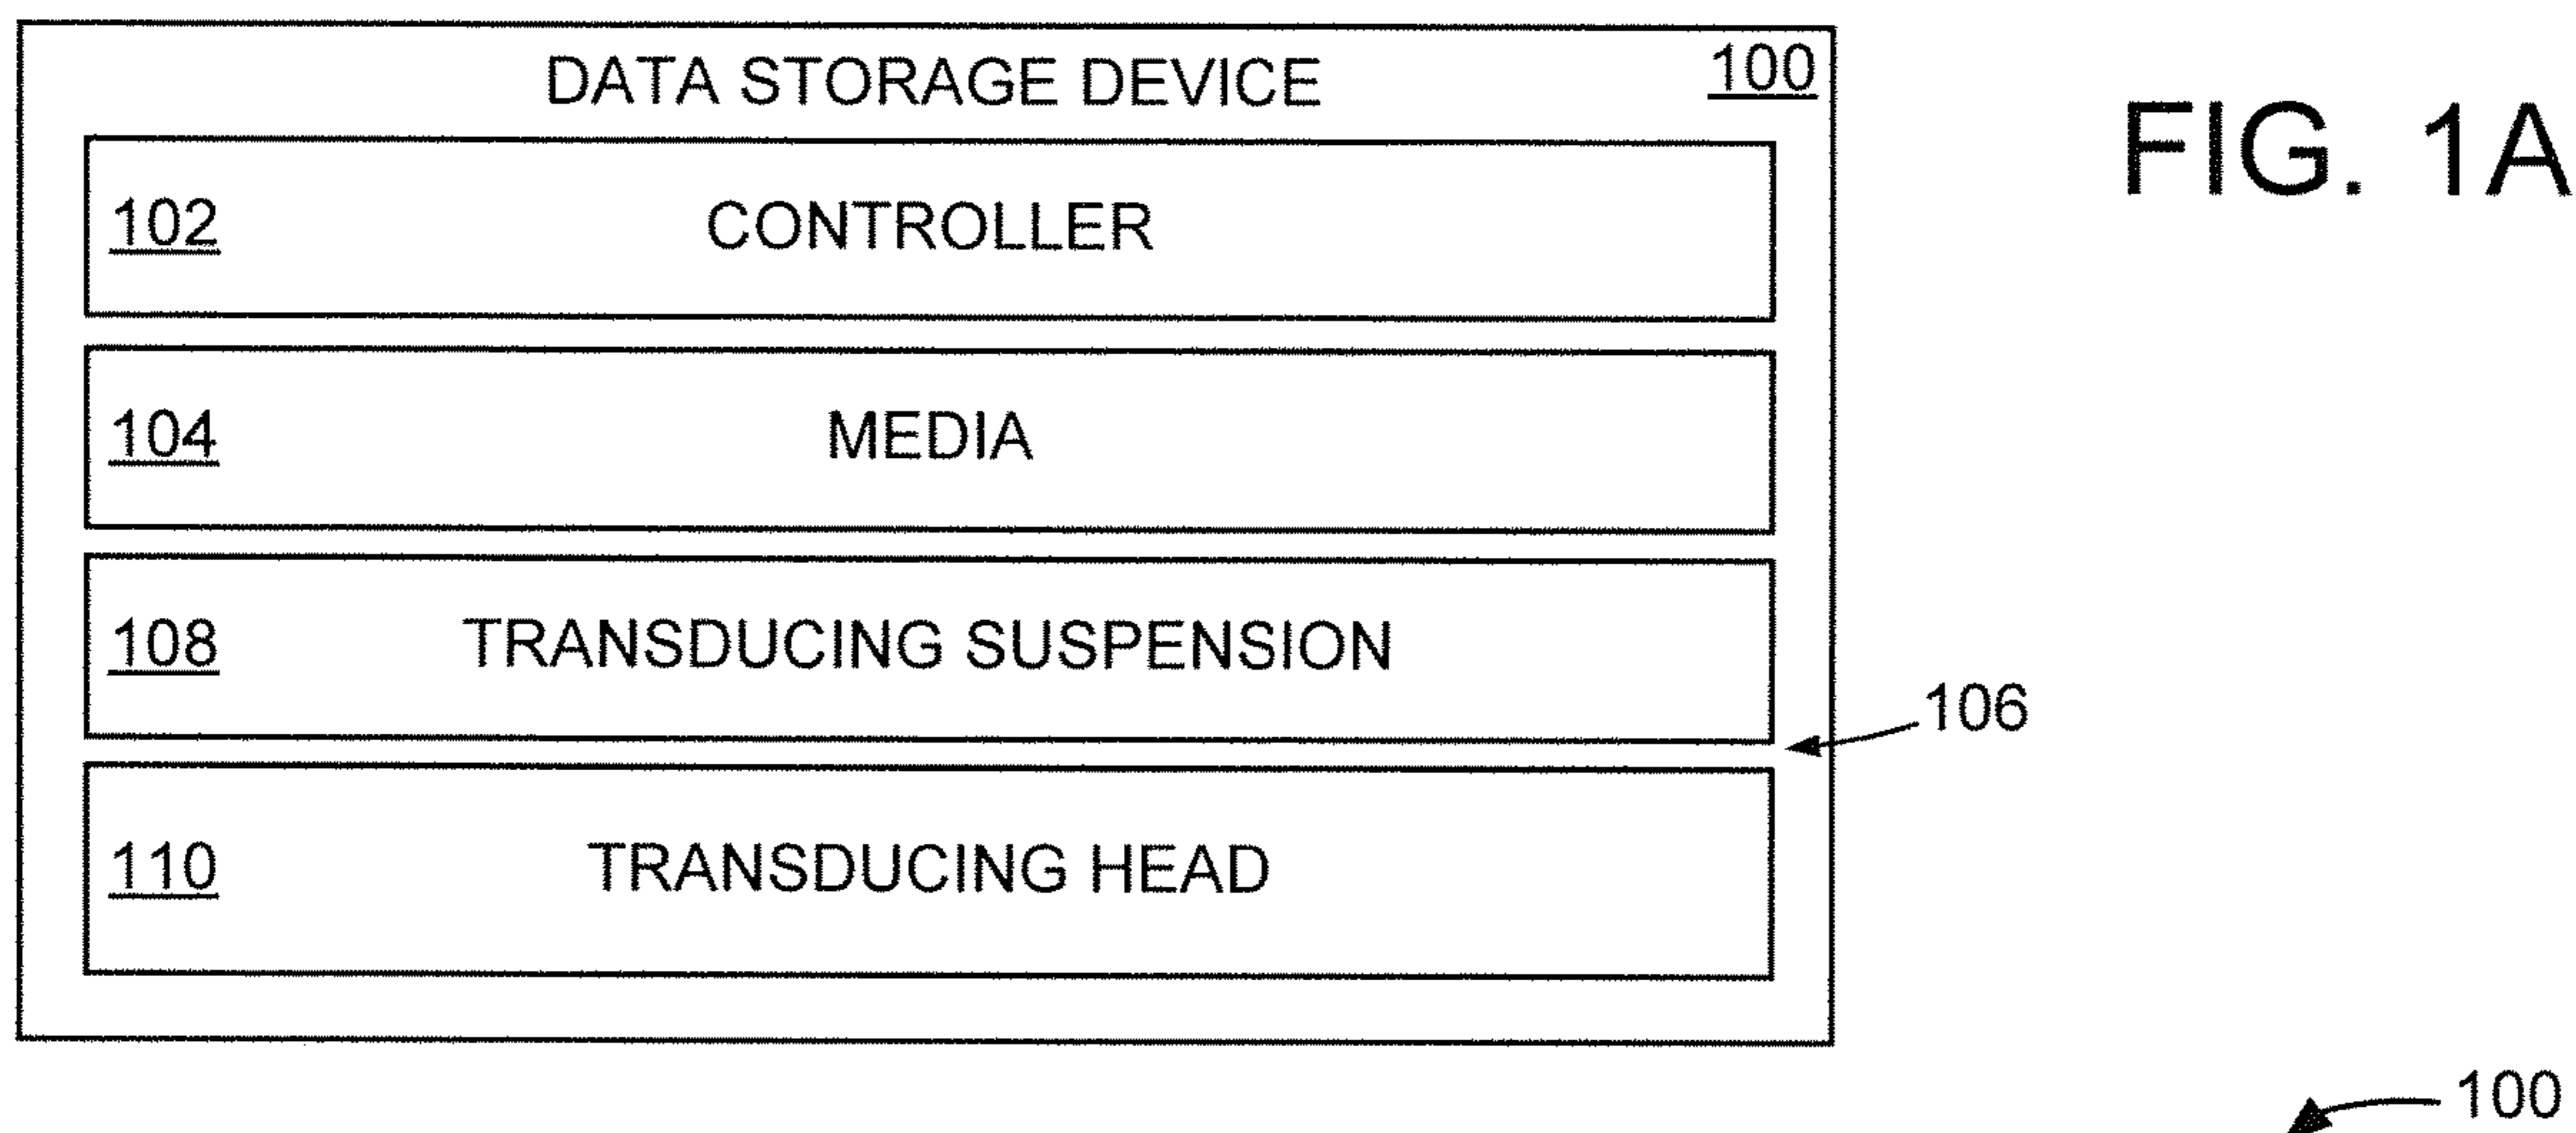 DATA STORAGE DEVICE 100
FIG. 1A
102 CONTROLLER
104 MEDIA
108 TRANSDUCING SUSPENSION
106
110 TRANSDUCING HEAD
100